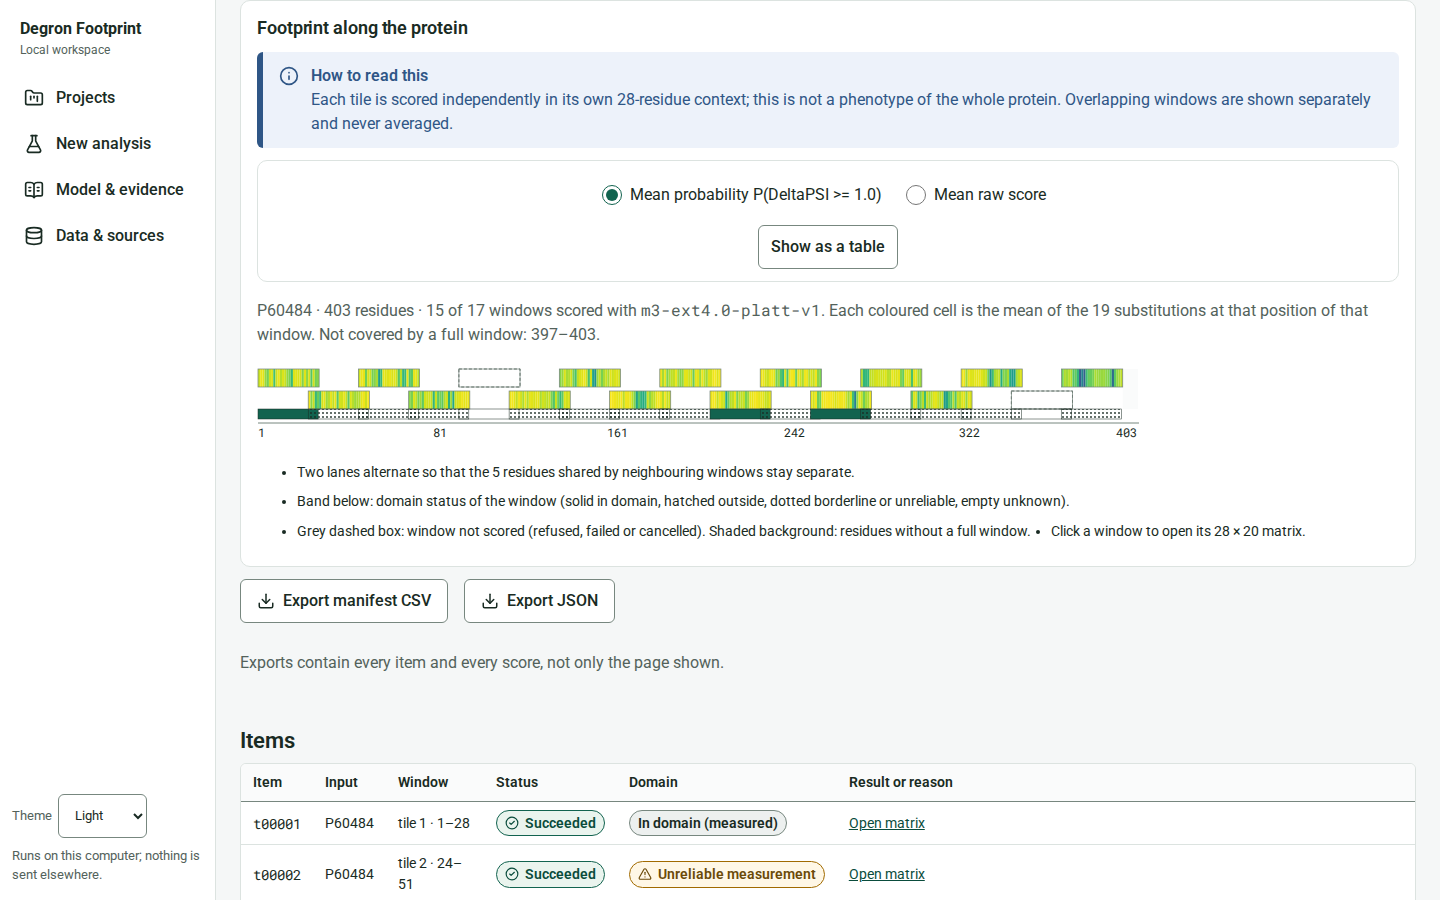 Degron Footprint
Local workspace
Projects
New analysis
Model & evidence
Data & sources
Theme
Light
Runs on this computer; nothing is
sent elsewhere.
Footprint along the protein
How to read this
Each tile is scored independently in its own 28-residue context; this is not a phenotype of the whole protein. Overlapping windows are shown separately
and never averaged.
Mean probability P(DeltaPSI >= 1.0)
Mean raw score
Show as a table
P60484 · 403 residues · 15 of 17 windows scored with m3-ext4.0-platt-v1. Each coloured cell is the mean of the 19 substitutions at that position of that
window. Not covered by a full window: 397–403.
1 81 161 242 322 403
• Two lanes alternate so that the 5 residues shared by neighbouring windows stay separate.
• Band below: domain status of the window (solid in domain, hatched outside, dotted borderline or unreliable, empty unknown).
• Grey dashed box: window not scored (refused, failed or cancelled). Shaded background: residues without a full window. • Click a window to open its 28 × 20 matrix.
Export manifest CSV
Export JSON
Exports contain every item and every score, not only the page shown.
Items
Item Input Window Status Domain Result or reason
t00001 P60484 tile 1 · 1–28 Succeeded In domain (measured) Open matrix
t00002 P60484 tile 2 · 24–
51 Succeeded Unreliable measurement Open matrix